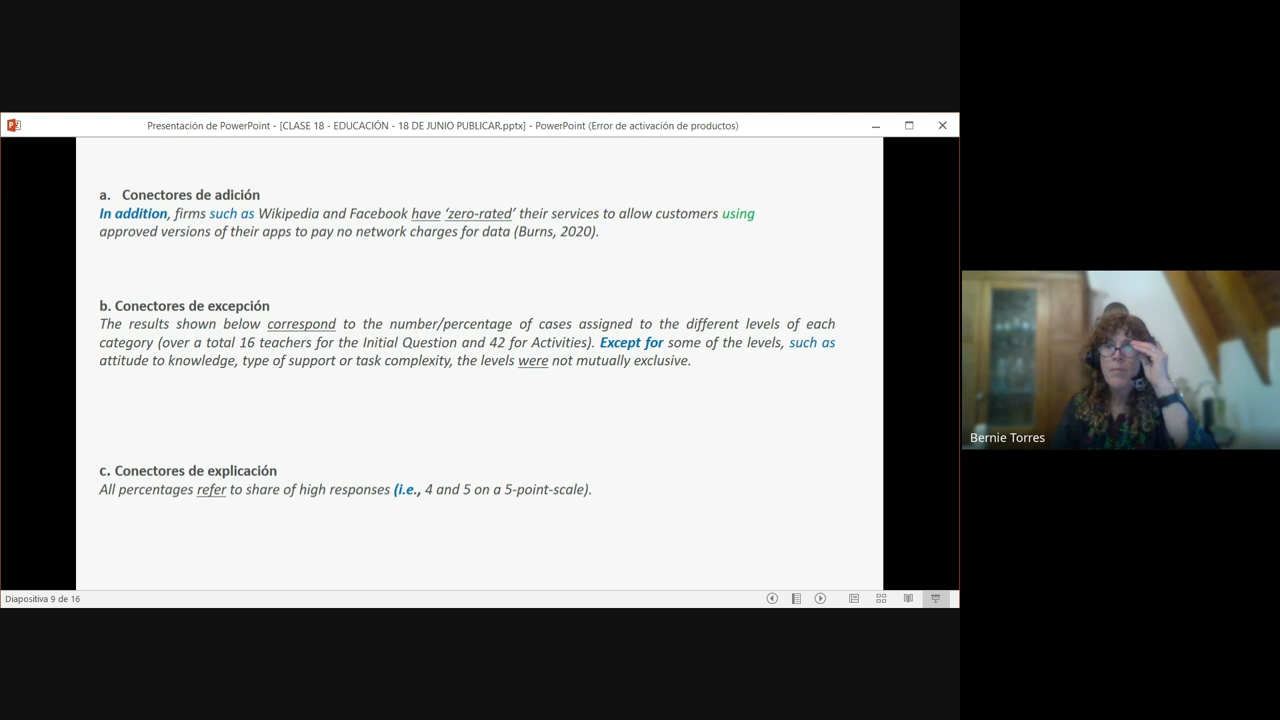 Presentación de PowerPoint - [CLASE 18 - EDUCACIÓN - 18 DE JUNIO PUBLICAR.pptx] - PowerPoint (Error de activación de productos)
a. Conectores de adición
In addition, firms such as Wikipedia and Facebook have ‘zero-rated’ their services to allow customers using
approved versions of their apps to pay no network charges for data (Burns, 2020).
b. Conectores de excepción
The results shown below correspond to the number/percentage of cases assigned to the different levels of each
category (over a total 16 teachers for the Initial Question and 42 for Activities). Except for some of the levels, such as
attitude to knowledge, type of support or task complexity, the levels were not mutually exclusive.
Bernie Torres
c. Conectores de explicación
All percentages refer to share of high responses (i.e., 4 and 5 on a 5-point-scale).
Diapositiva 9 de 16